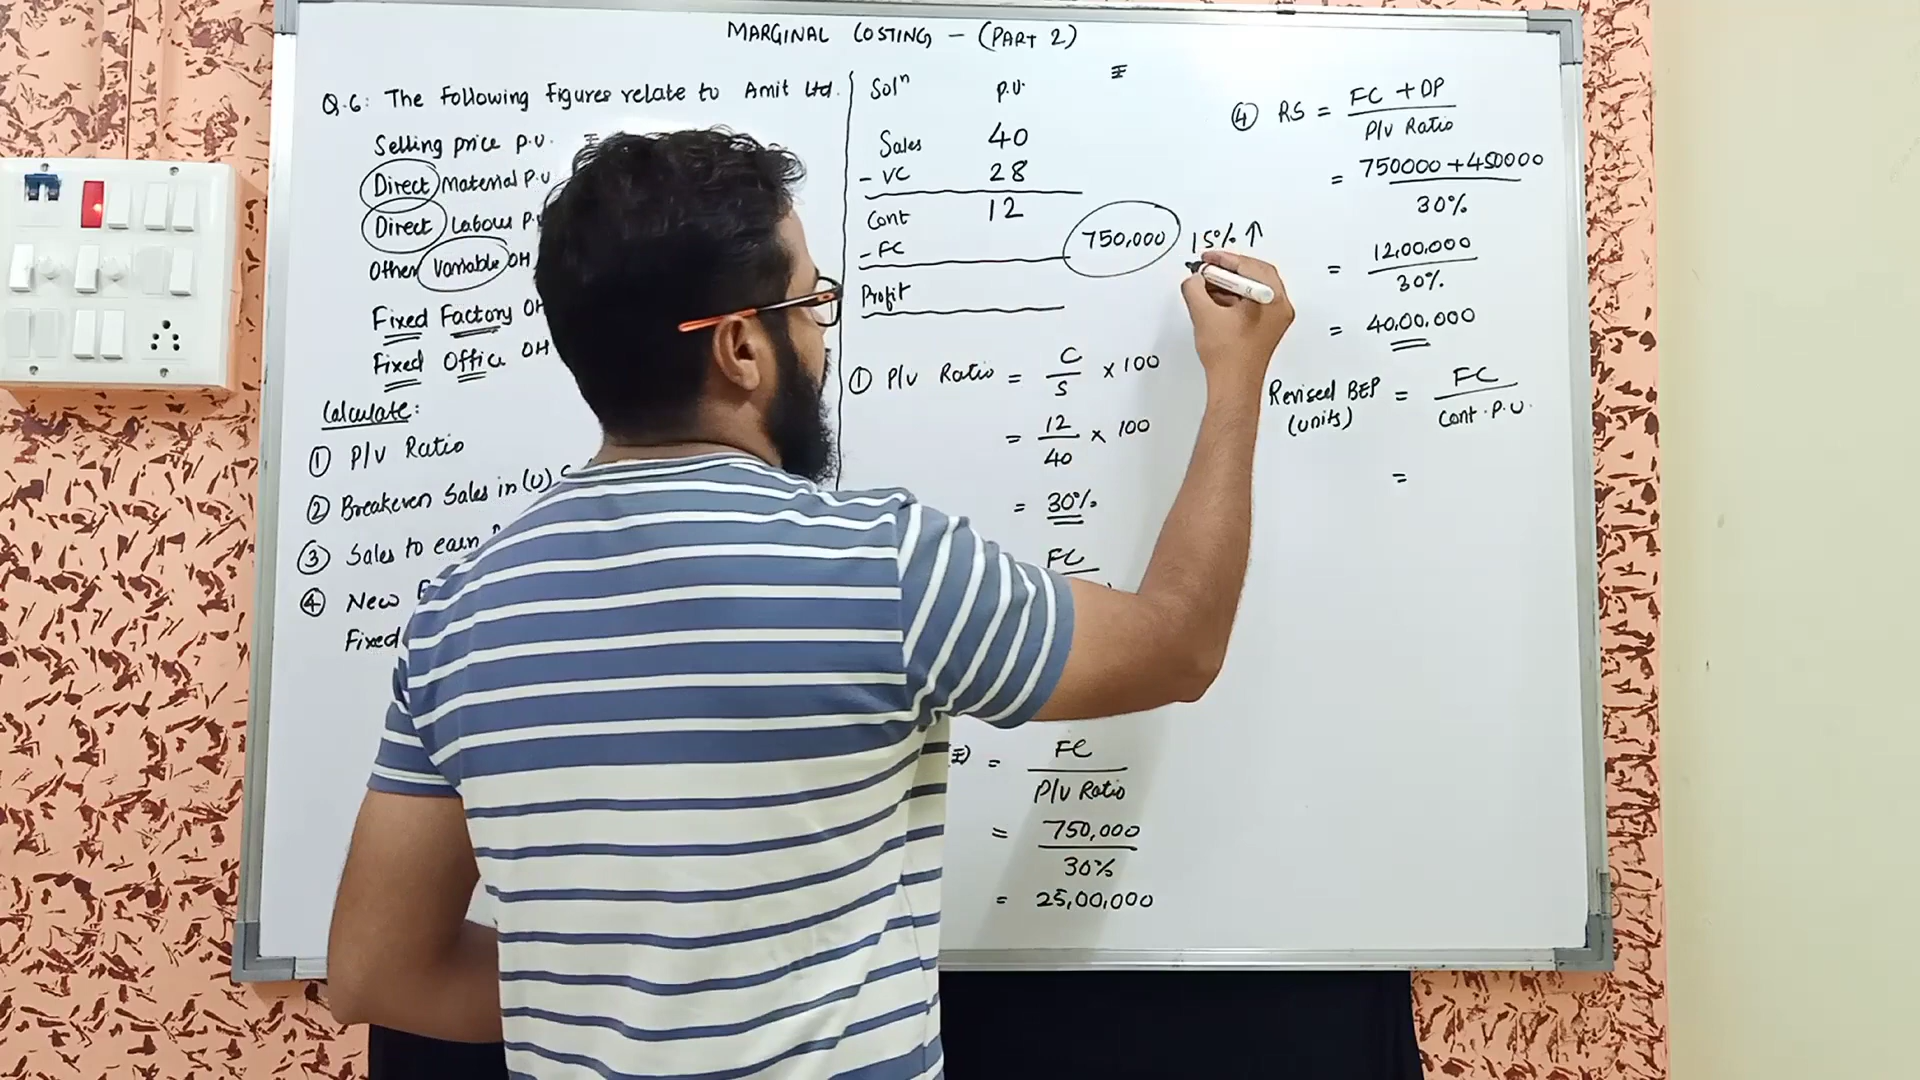 MARGINAL COSTING - (PART 2)
Q.6: The following figures relate to Amit Ltd.
Selling price p.u. ₹
Direct Material P.U
Direct Labour P.
Other Variable OH
Fixed Factory OH
Fixed Office OH
Calculate:
① P/V Ratio
② Breakeven Sales in (U)
③ Sales to earn
④ New
Fixed
Solⁿ P.U. ₹
Sales 40
- VC 28
Cont 12
- FC 750,000 15% ↑
Profit
① P/V Ratio = C/S × 100
= 12/40 × 100
= 30%
FC
(₹) = FC / P/V Ratio
= 750,000 / 30%
= 25,00,000
④ RS = FC + DP / P/V Ratio
= 750000 + 450000 / 30%
= 12,00,000 / 30%
= 40,00,000
Revised BEP (units) = FC / Cont. P.U.
=